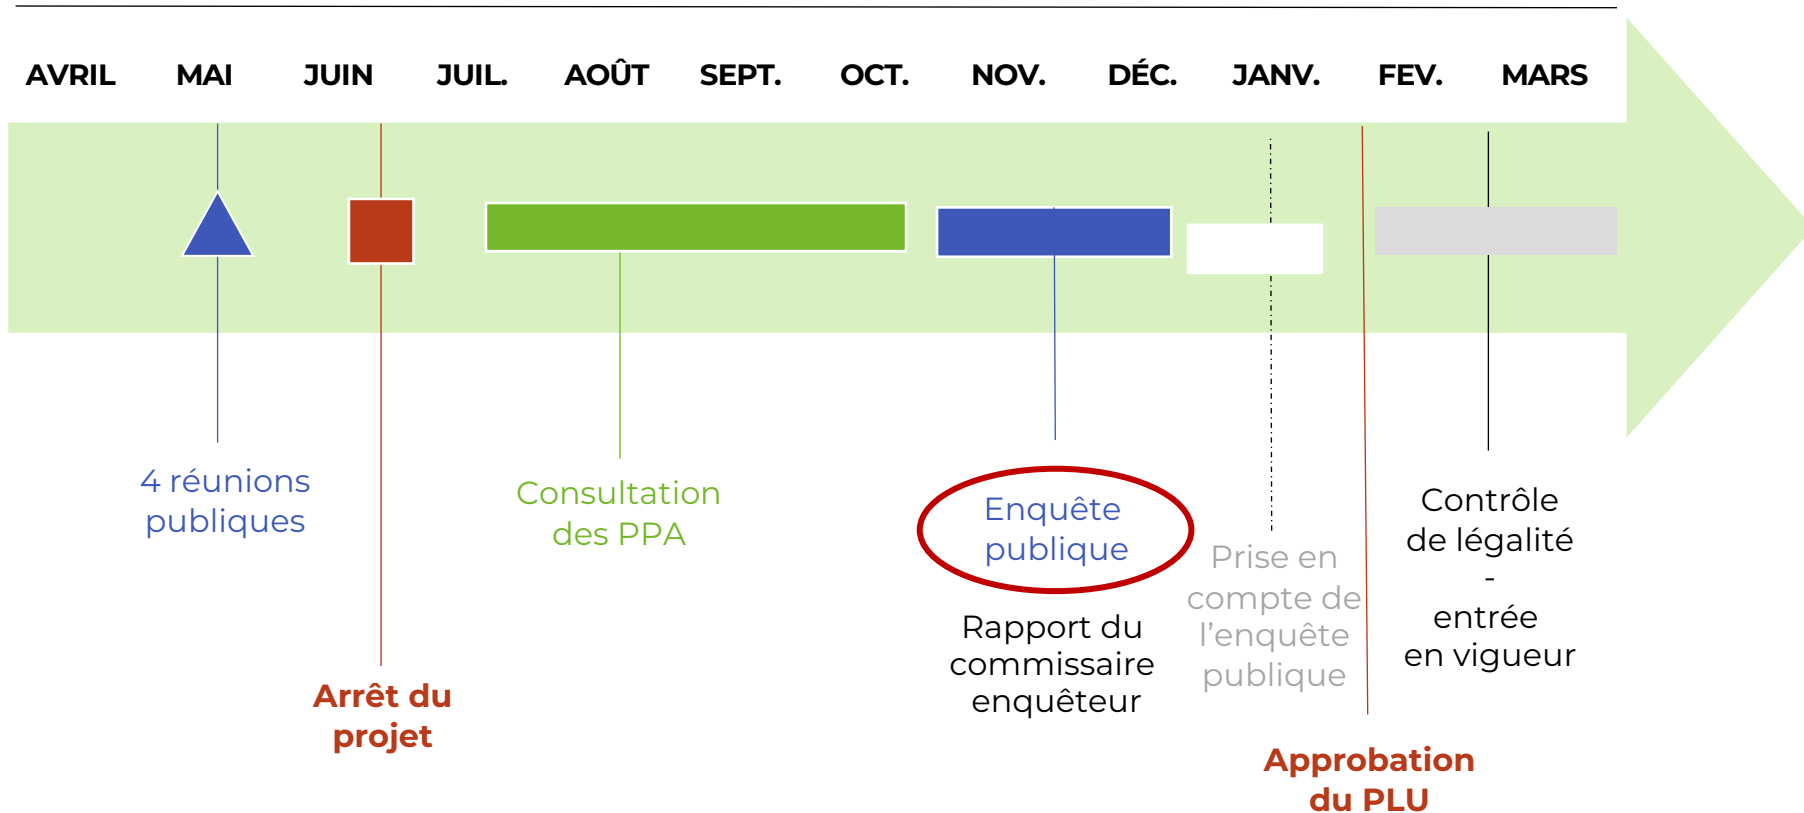 AVRIL MAI JUIN JUIL. AOÛT SEPT. OCT. NOV. DÉC. JANV. FEV. MARS
4 réunions
publiques
Arrêt du
projet
Consultation
des PPA
Enquête
publique
Rapport du
commissaire
enquêteur
Prise en
compte de
l’enquête
publique
Approbation
du PLU
Contrôle
de légalité
-
entrée
en vigueur